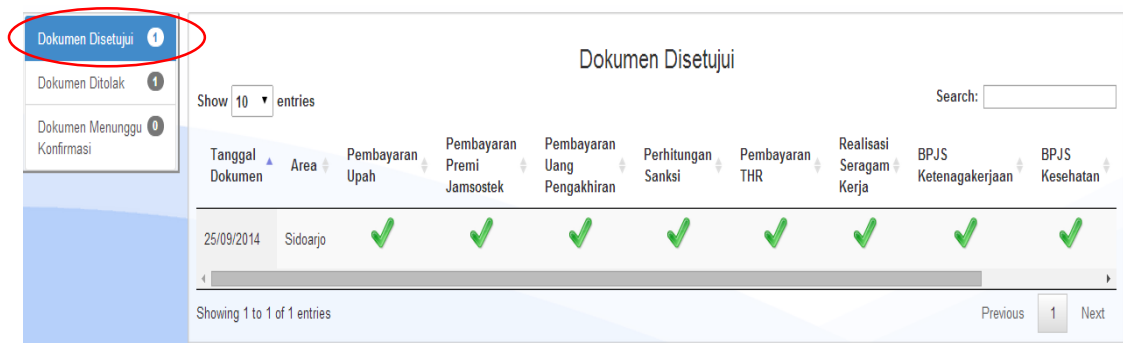 Dokumen Disetujui 1
Dokumen Ditolak 1
Dokumen Menunggu 0
Konfirmasi
Dokumen Disetujui
Show 10 entries
Search:
Tanggal
Dokumen
Area
Pembayaran
Upah
Pembayaran
Premi
Jamsostek
Pembayaran
Uang
Pengakhiran
Perhitungan
Sanksi
Pembayaran
THR
Realisasi
Seragam
Kerja
BPJS
Ketenagakerjaan
BPJS
Kesehatan
25/09/2014 Sidoarjo
Showing 1 to 1 of 1 entries
Previous 1 Next